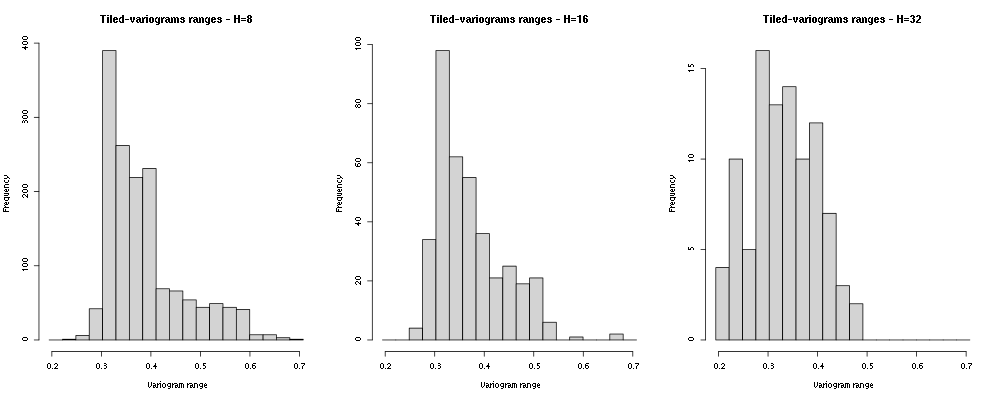 Tiled-variograms ranges - H=8
Frequency
0
100
200
300
400
0.2 0.3 0.4 0.5 0.6 0.7
Variogram range
Tiled-variograms ranges - H=16
Frequency
0
20
40
60
80
100
0.2 0.3 0.4 0.5 0.6 0.7
Variogram range
Tiled-variograms ranges - H=32
Frequency
0
5
10
15
0.2 0.3 0.4 0.5 0.6 0.7
Variogram range